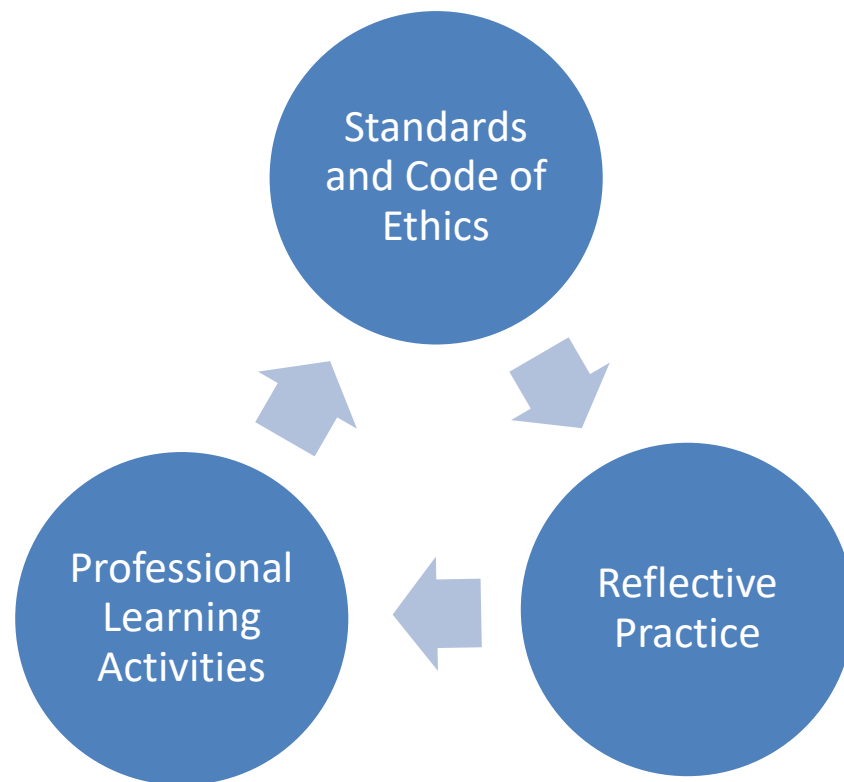 Standards
and Code of
Ethics
Reflective
Practice
Professional
Learning
Activities